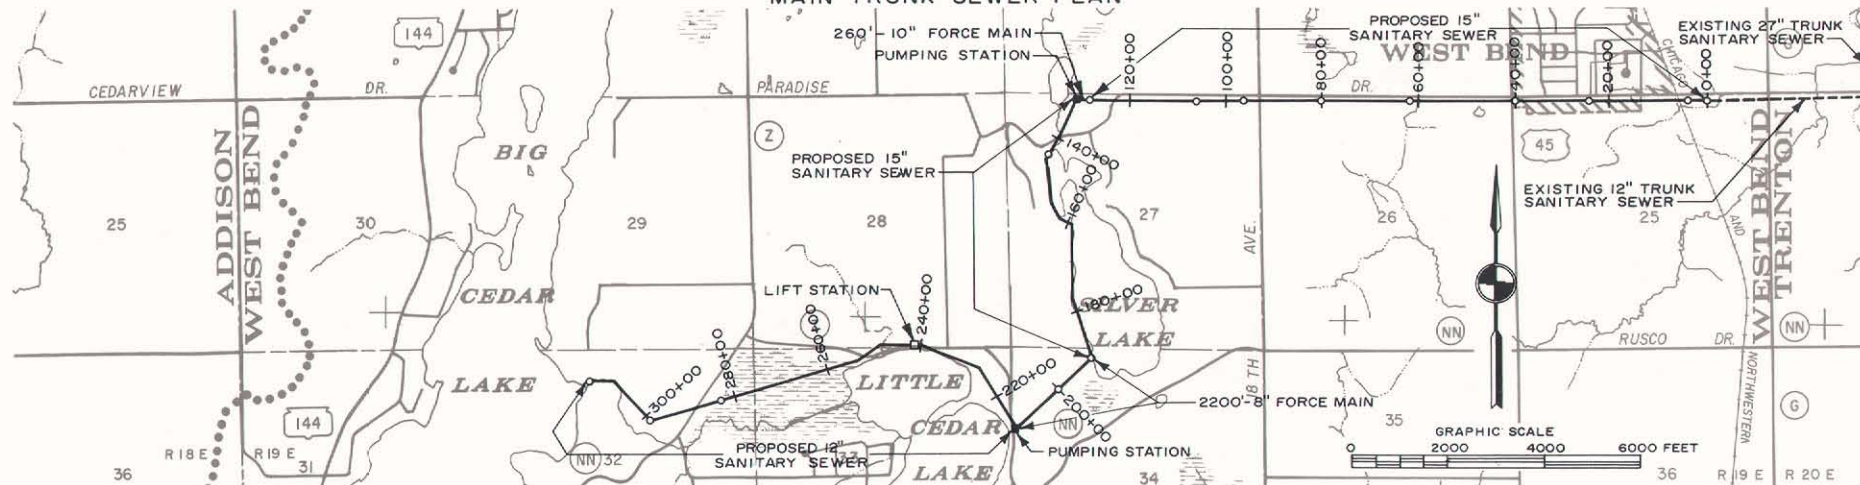 MAIN TRUNK SEWER PLAN
144
260'-10" FORCE MAIN
PUMPING STATION
PROPOSED 15"
SANITARY SEWER
EXISTING 27" TRUNK
SANITARY SEWER
WEST BEND
CHICAGO
CEDARVIEW
DR.
PARADISE
DR.
120+00
100+00
80+00
60+00
40+00
20+00
0+00
ADDISON
WEST BEND
BIG
Z
PROPOSED 15"
SANITARY SEWER
140+00
160+00
45
EXISTING 12" TRUNK
SANITARY SEWER
WEST BEND
TRENTON
25
30
29
28
27
26
25
AND
AVE.
CEDAR
LIFT STATION
240+00
260+00
180+00
SILVER
LAKE
NN
NN
RUSCO
DR.
LAKE
280+00
300+00
LITTLE
220+00
200+00
18 TH
NORTHWESTERN
2200'-8" FORCE MAIN
G
144
CEDAR
NN
35
GRAPHIC SCALE
0 2000 4000 6000 FEET
R 18 E
R 19 E
31
NN
32
PROPOSED 12"
SANITARY SEWER
33
PUMPING STATION
36
LAKE
34
36
R 19 E
R 20 E